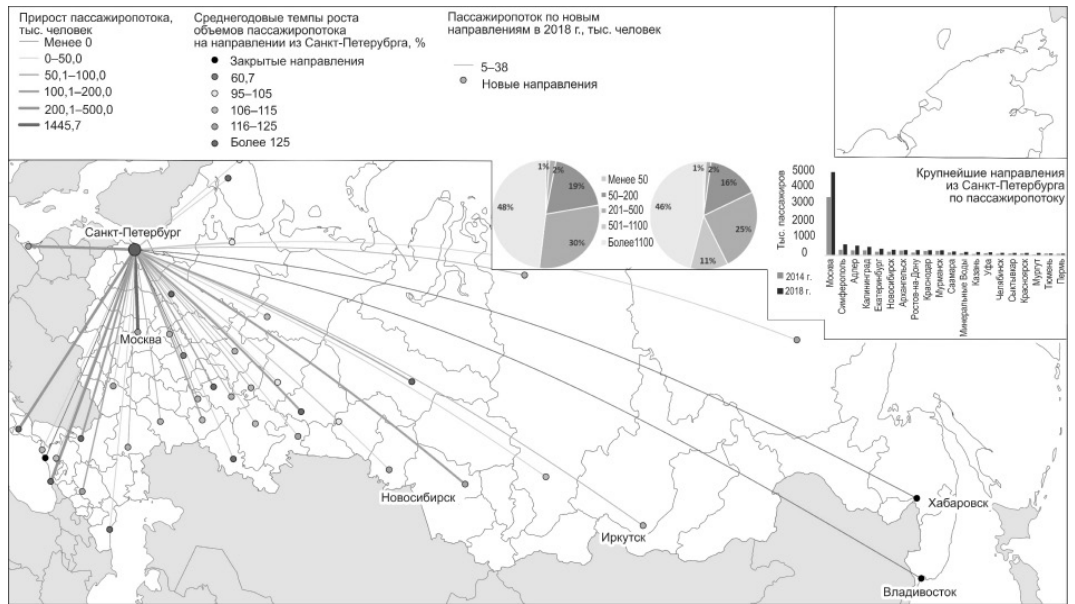 Прирост пассажиропотока,
тыс. человек
Менее 0
0–50,0
50,1–100,0
100,1–200,0
200,1–500,0
1445,7
Среднегодовые темпы роста
объемов пассажиропотока
на направлении из Санкт-Петерубрга, %
Закрытые направления
60,7
95–105
106–115
116–125
Более 125
Пассажиропоток по новым
направлениям в 2018 г., тыс. человек
5–38
Новые направления
1%
2%
19%
30%
48%
Менее 50
50–200
201–500
501–1100
Более1100
1%
2%
16%
25%
11%
46%
Крупнейшие направления
из Санкт-Петербурга
по пассажиропотоку
Тыс. пассажиров
5000
4000
3000
2000
1000
0
2014 г.
2018 г.
Москва
Симферополь
Адлер
Калининград
Екатеринбург
Новосибирск
Архангельск
Ростов-на-Дону
Краснодар
Мурманск
Саамара
Минеральные Воды
Казань
Уфа
Челябинск
Сыктывкар
Красноярск
Мургут
Тюмень
Пермь
Санкт-Петербург
Москва
Новосибирск
Иркутск
Хабаровск
Владивосток